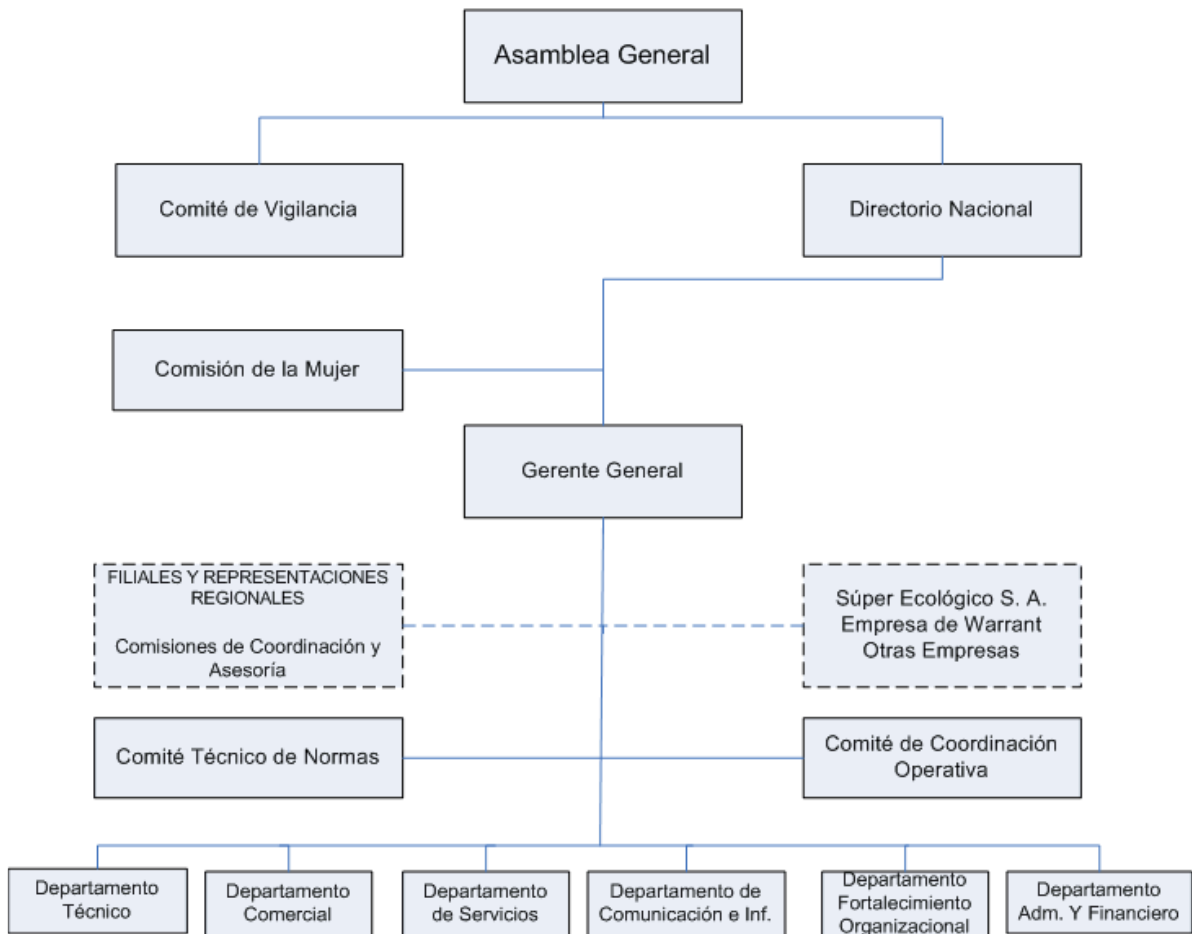 Asamblea General
Comité de Vigilancia
Directorio Nacional
Comisión de la Mujer
Gerente General
FILIALES Y REPRESENTACIONES
REGIONALES
Comisiones de Coordinación y
Asesoría
Súper Ecológico S. A.
Empresa de Warrant
Otras Empresas
Comité Técnico de Normas
Comité de Coordinación
Operativa
Departamento
Técnico
Departamento
Comercial
Departamento
de Servicios
Departamento de
Comunicación e Inf.
Departamento
Fortalecimiento
Organizacional
Departamento
Adm. Y Financiero